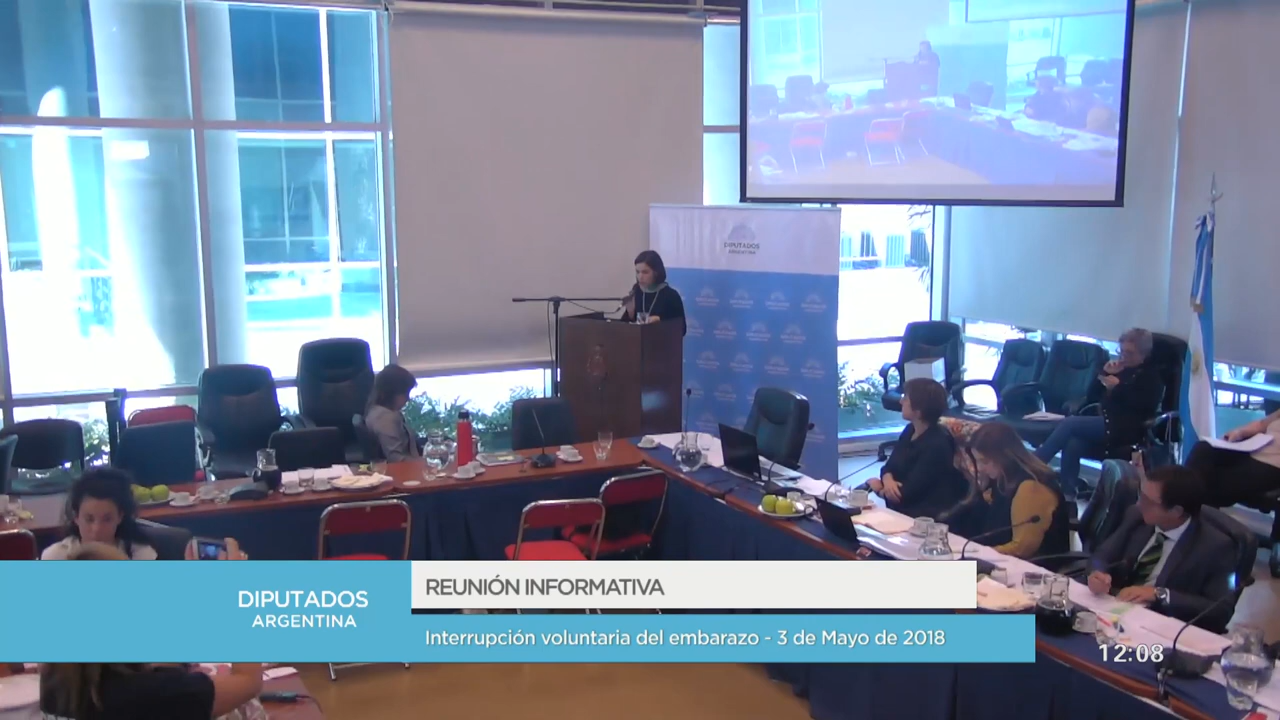 DIPUTADOS
ARGENTINA
DIPUTADOS
ARGENTINA
REUNIÓN INFORMATIVA
Interrupción voluntaria del embarazo - 3 de Mayo de 2018
12:08